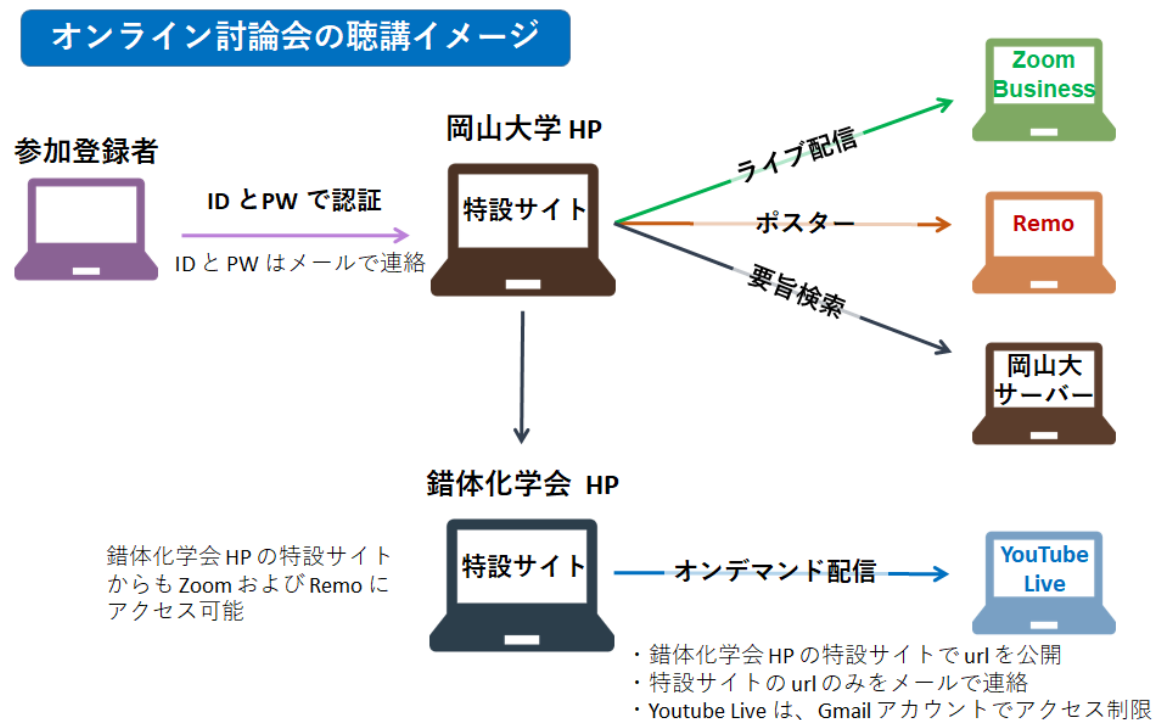 オンライン討論会の聴講イメージ
参加登録者
ID とPW で認証
ID と PW はメールで連絡
岡山大学 HP
特設サイト
ライブ配信
Zoom
Business
ポスター
Remo
要旨検索
岡山大
サーバー
錯体化学会 HP
特設サイト
錯体化学会 HP の特設サイト
からも Zoom および Remo に
アクセス可能
オンデマンド配信
YouTube
Live
・錯体化学会 HP の特設サイトで url を公開
・特設サイトの url のみをメールで連絡
・Youtube Live は、Gmail アカウントでアクセス制限